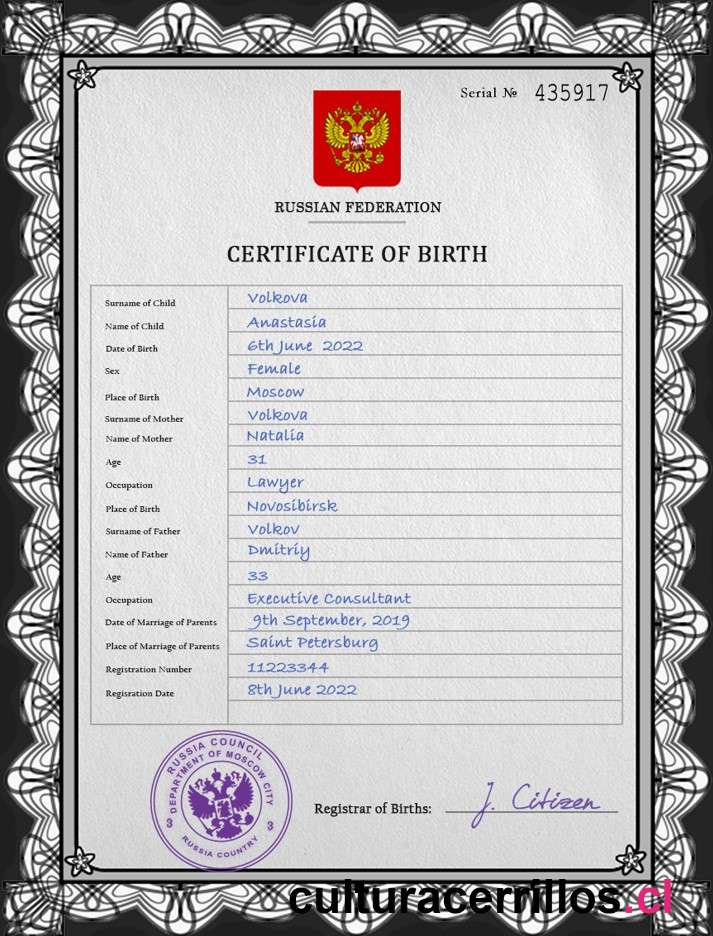 Serial № 435917
RUSSIAN FEDERATION
CERTIFICATE OF BIRTH
Surname of Child Volkova
Name of Child Anastasia
Date of Birth 6th June 2022
Sex Female
Place of Birth Moscow
Surname of Mother Volkova
Name of Mother Natalia
Age 31
Occupation Lawyer
Place of Birth Novosibirsk
Surname of Father Volkov
Name of Father Dmitriy
Age 33
Occupation Executive Consultant
Date of Marriage of Parents 9th September, 2019
Place of Marriage of Parents Saint Petersburg
Registration Number 11223344
Regisration Date 8th June 2022
RUSSIA COUNCIL
DEPARTMENT OF MOSCOW CITY
3 3
RUSSIA COUNTRY
Registrar of Births: J. Citizen
culturacerrillos.cl